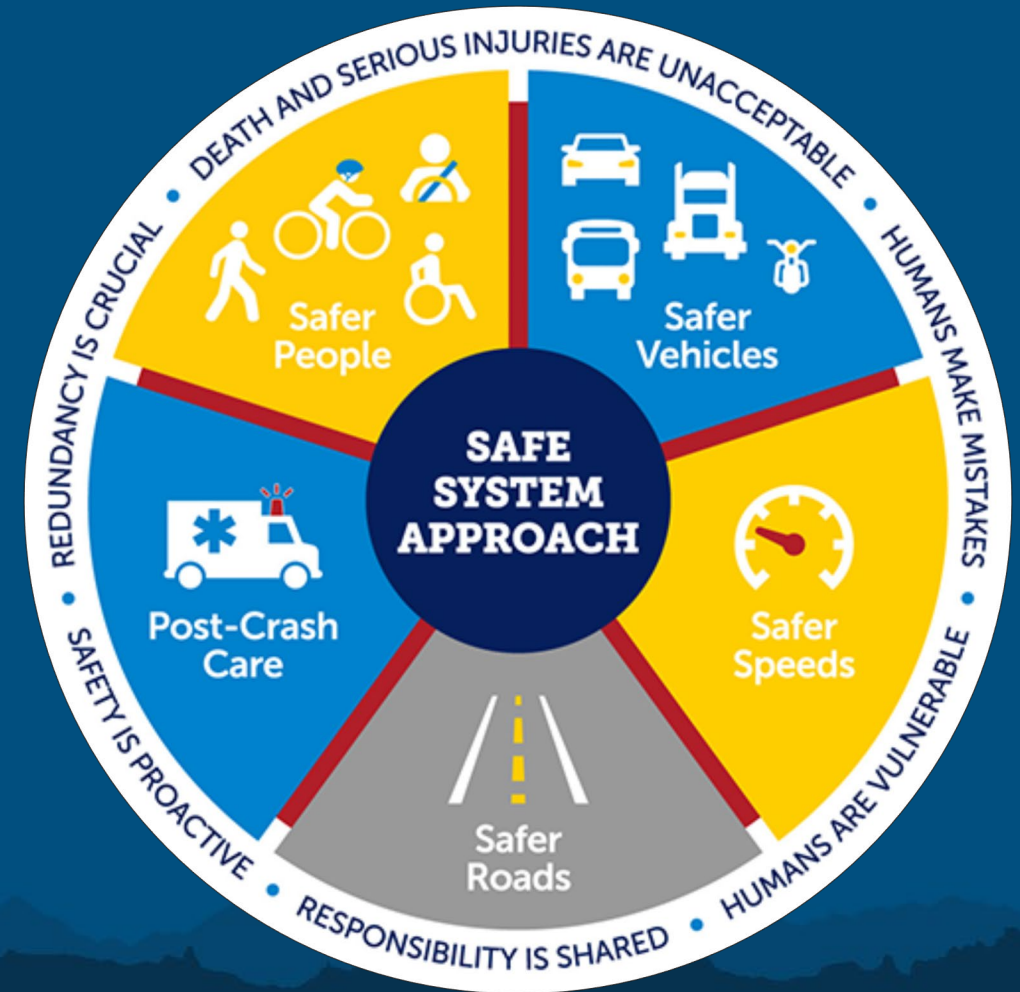 DEATH AND SERIOUS INJURIES ARE UNACCEPTABLE
HUMANS MAKE MISTAKES
HUMANS ARE VULNERABLE
RESPONSIBILITY IS SHARED
SAFETY IS PROACTIVE
REDUNDANCY IS CRUCIAL
Safer
People
Safer
Vehicles
SAFE
SYSTEM
APPROACH
Post-Crash
Care
Safer
Speeds
Safer
Roads